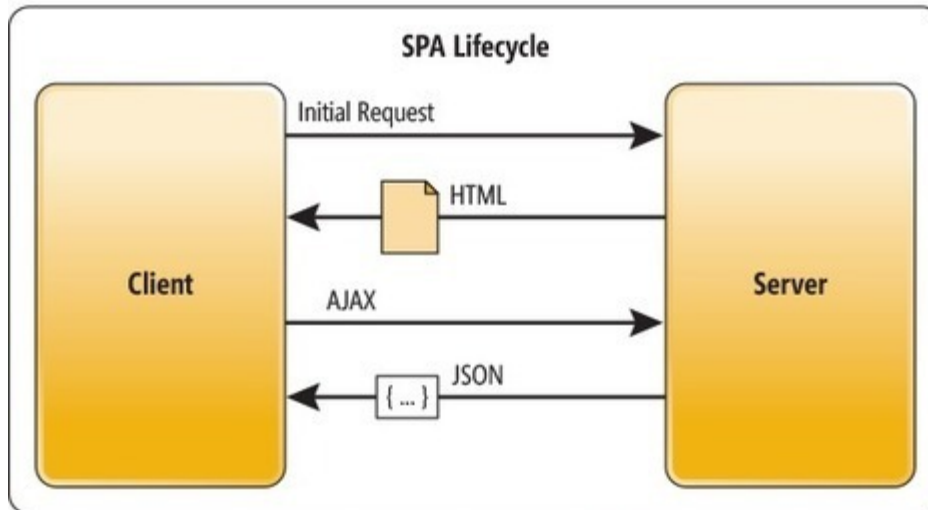 SPA Lifecycle
Initial Request
HTML
Client
Server
AJAX
JSON
{ ... }